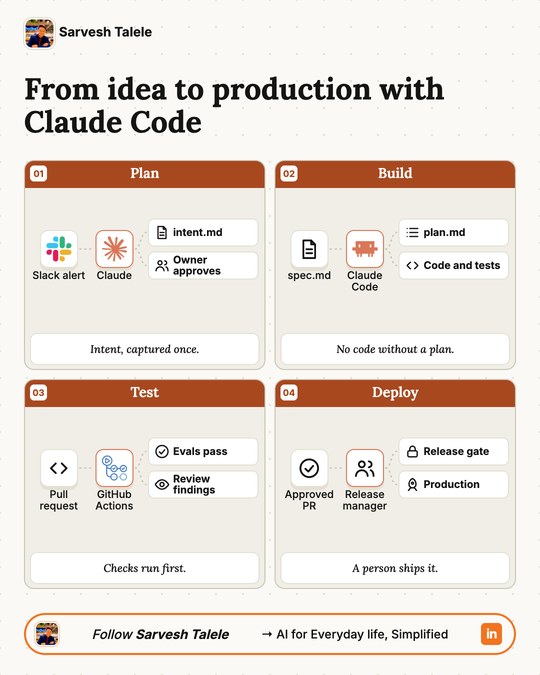 Sarvesh Talele
From idea to production with
Claude Code
01
Plan
Slack alert
Claude
intent.md
Owner
approves
Intent, captured once.
02
Build
spec.md
Claude
Code
plan.md
Code and tests
No code without a plan.
03
Test
Pull
request
GitHub
Actions
Evals pass
Review
findings
Checks run first.
04
Deploy
Approved
PR
Release
manager
Release gate
Production
A person ships it.
Follow Sarvesh Talele → AI for Everyday life, Simplified in